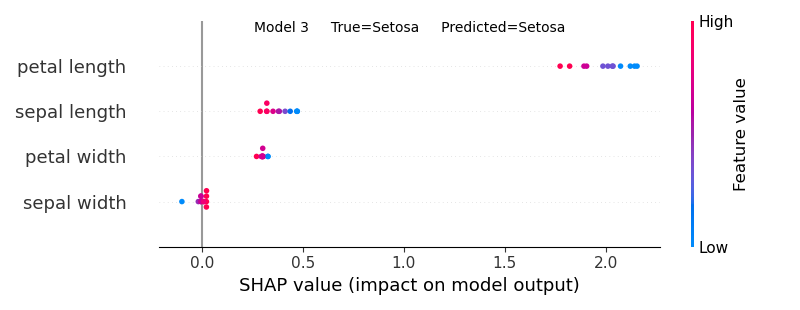 Model 3 True=Setosa Predicted=Setosa
High
petal length
sepal length
petal width
sepal width
Feature value
Low
0.0 0.5 1.0 1.5 2.0
SHAP value (impact on model output)